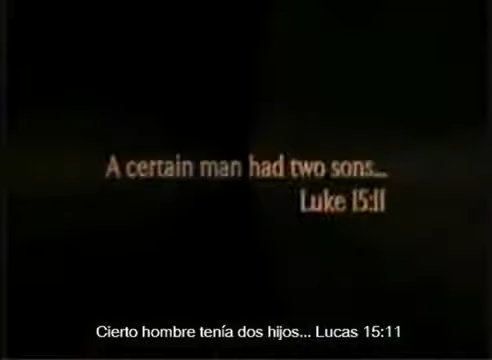 A certain man had two sons...
Luke 15:11
Cierto hombre tenía dos hijos... Lucas 15:11